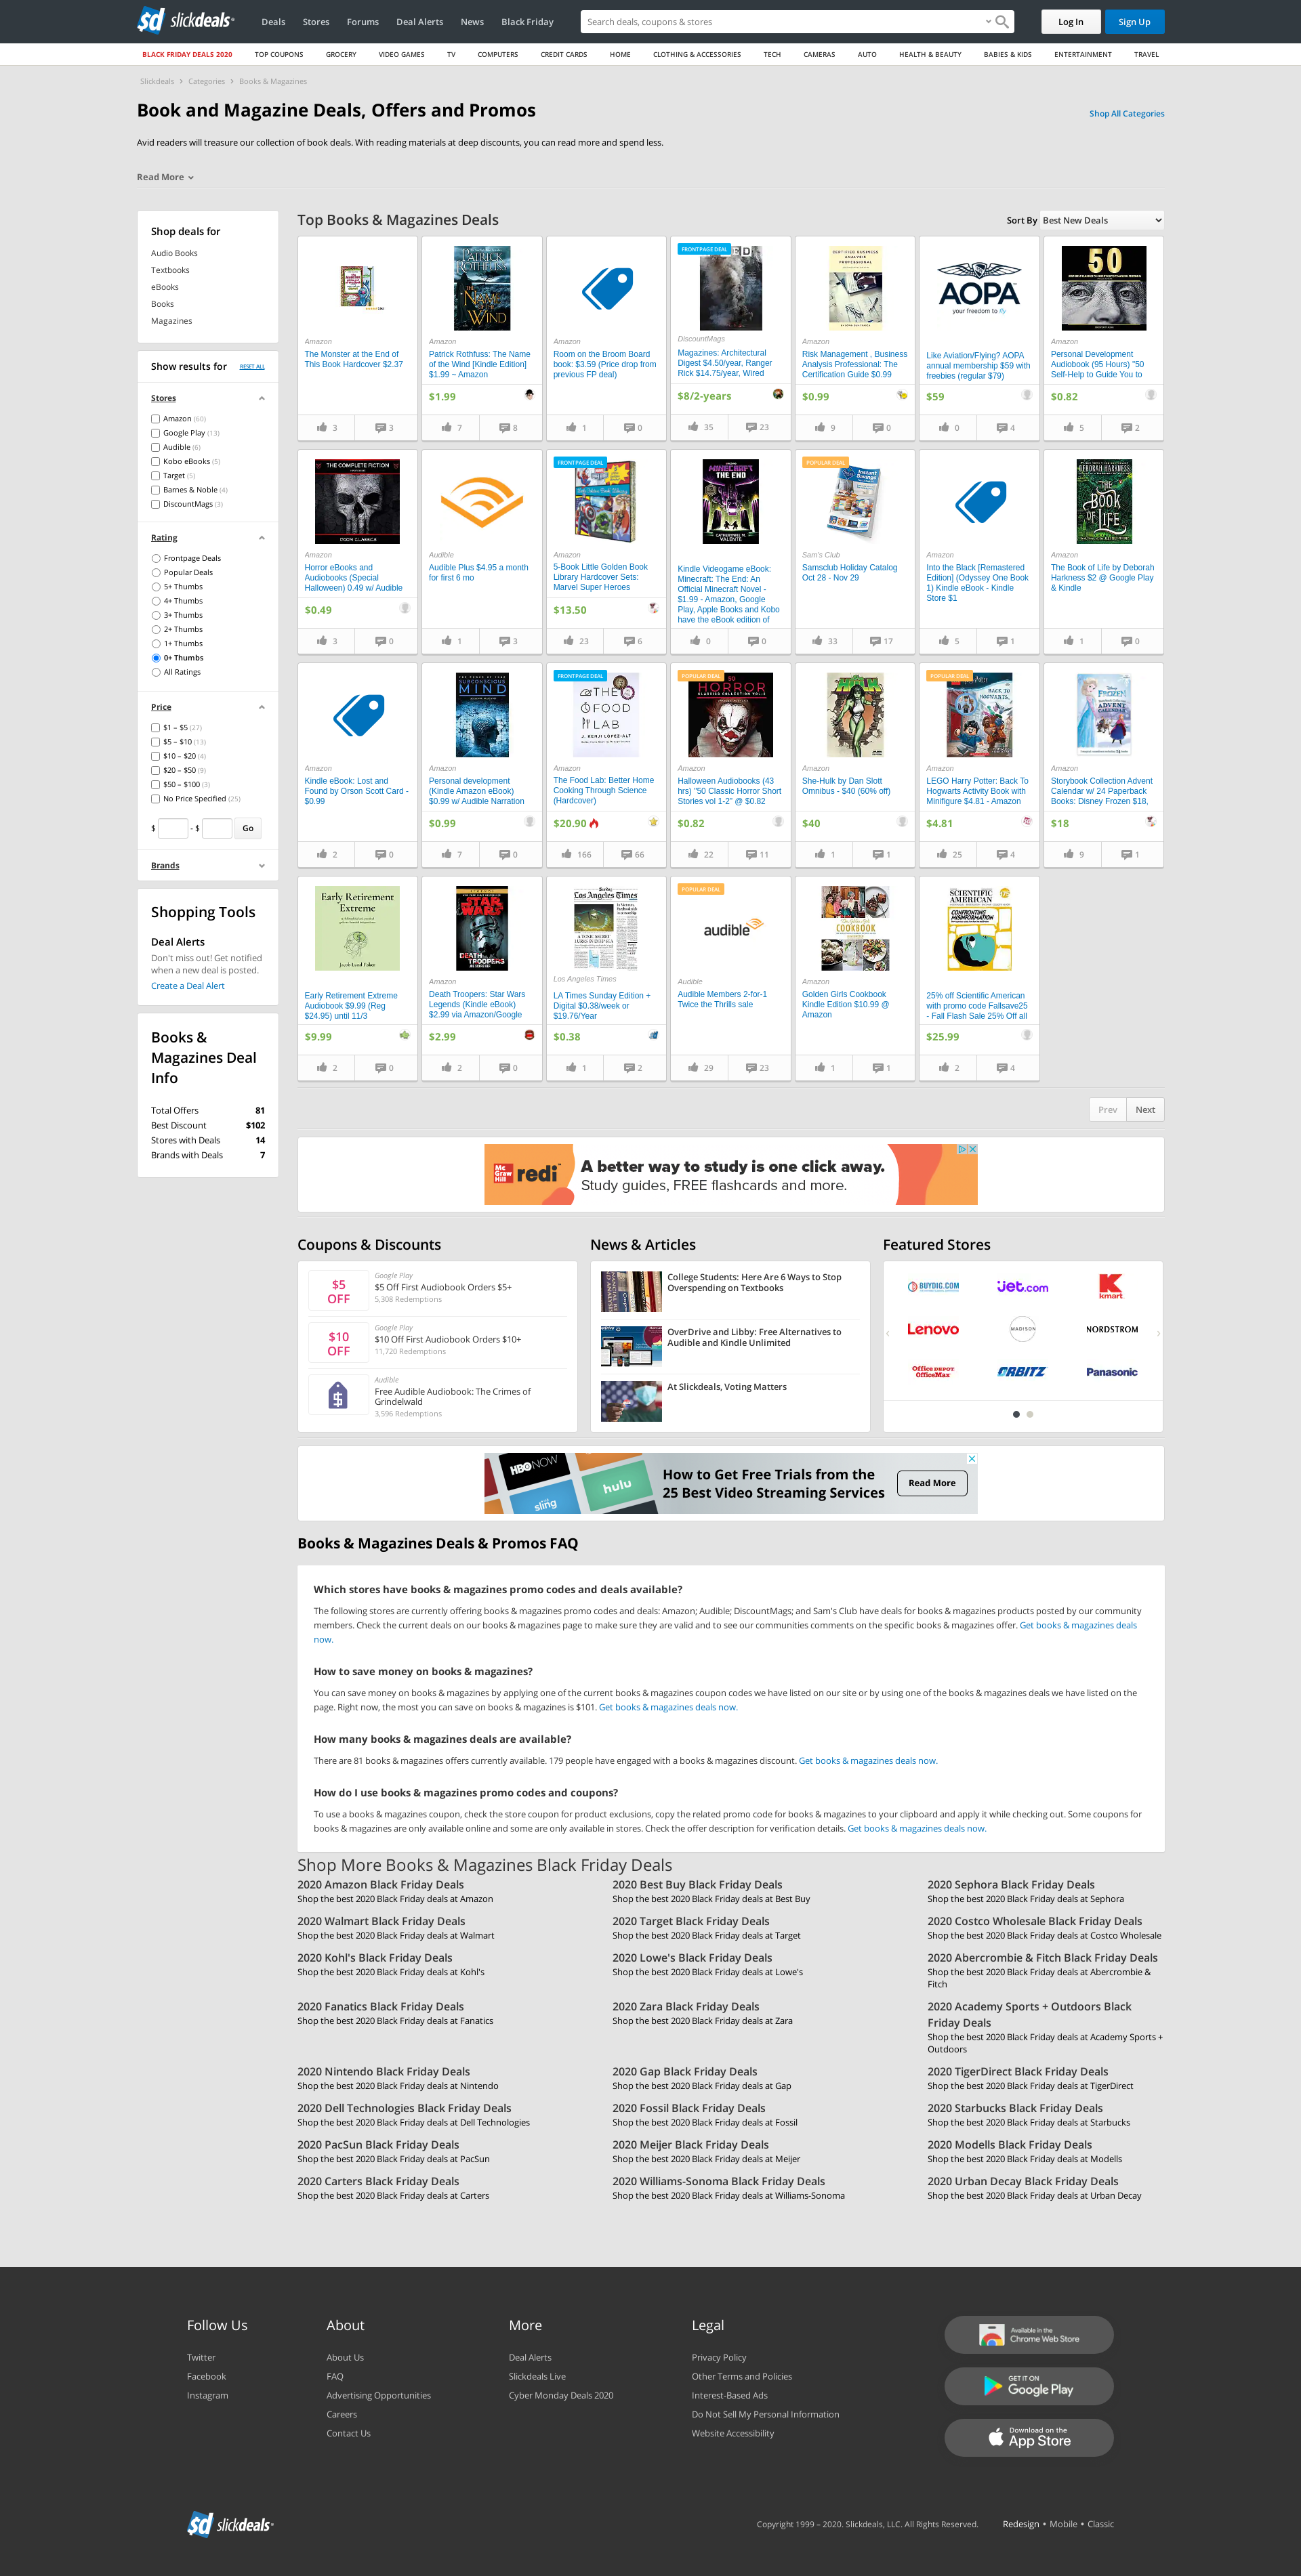 slickdeals
Deals
Stores
Forums
Deal Alerts
News
Black Friday
Search deals, coupons & stores
Log In
Sign Up
BLACK FRIDAY DEALS 2020
TOP COUPONS
GROCERY
VIDEO GAMES
TV
COMPUTERS
CREDIT CARDS
HOME
CLOTHING & ACCESSORIES
TECH
CAMERAS
AUTO
HEALTH & BEAUTY
BABIES & KIDS
ENTERTAINMENT
TRAVEL
Slickdeals > Categories > Books & Magazines
Book and Magazine Deals, Offers and Promos
Shop All Categories
Avid readers will treasure our collection of book deals. With reading materials at deep discounts, you can read more and spend less.
Read More
Shop deals for
Audio Books
Textbooks
eBooks
Books
Magazines
Show results for
RESET ALL
Stores
Amazon (60)
Google Play (13)
Audible (6)
Kobo eBooks (5)
Target (5)
Barnes & Noble (4)
DiscountMags (3)
Rating
Frontpage Deals
Popular Deals
5+ Thumbs
4+ Thumbs
3+ Thumbs
2+ Thumbs
1+ Thumbs
0+ Thumbs
All Ratings
Price
$1 – $5 (27)
$5 – $10 (13)
$10 – $20 (4)
$20 – $50 (9)
$50 – $100 (3)
No Price Specified (25)
$ - $ Go
Brands
Shopping Tools
Deal Alerts
Don't miss out! Get notified
when a new deal is posted.
Create a Deal Alert
Books &
Magazines Deal
Info
Total Offers 81
Best Discount $102
Stores with Deals 14
Brands with Deals 7
Top Books & Magazines Deals
Sort By Best New Deals
Amazon
The Monster at the End of
This Book Hardcover $2.37
3 3
Amazon
Patrick Rothfuss: The Name
of the Wind [Kindle Edition]
$1.99 ~ Amazon
$1.99
7 8
Amazon
Room on the Broom Board
book: $3.59 (Price drop from
previous FP deal)
1 0
FRONTPAGE DEAL
DiscountMags
Magazines: Architectural
Digest $4.50/year, Ranger
Rick $14.75/year, Wired
$8/2-years
35 23
CERTIFIED BUSINESS
ANALYSIS
PROFESSIONAL
Amazon
Risk Management , Business
Analysis Professional: The
Certification Guide $0.99
$0.99
9 0
AOPA
your freedom to fly
Like Aviation/Flying? AOPA
annual membership $59 with
freebies (regular $79)
$59
0 4
50
Amazon
Personal Development
Audiobook (95 Hours) "50
Self-Help to Guide You to
$0.82
5 2
THE COMPLETE FICTION
DOOM CLASSICS
Amazon
Horror eBooks and
Audiobooks (Special
Halloween) 0.49 w/ Audible
$0.49
3 0
Audible
Audible Plus $4.95 a month
for first 6 mo
1 3
FRONTPAGE DEAL
Amazon
5-Book Little Golden Book
Library Hardcover Sets:
Marvel Super Heroes
$13.50
23 6
MINECRAFT
THE END
CATHERYNNE M.
VALENTE
Kindle Videogame eBook:
Minecraft: The End: An
Official Minecraft Novel -
$1.99 - Amazon, Google
Play, Apple Books and Kobo
have the eBook edition of
0 0
POPULAR DEAL
Instant
Savings
Sam's Club
Samsclub Holiday Catalog
Oct 28 - Nov 29
33 17
Amazon
Into the Black [Remastered
Edition] (Odyssey One Book
1) Kindle eBook - Kindle
Store $1
5 1
DEBORAH HARKNESS
THE
BOOK
OF LIFE
Amazon
The Book of Life by Deborah
Harkness $2 @ Google Play
& Kindle
1 0
Amazon
Kindle eBook: Lost and
Found by Orson Scott Card -
$0.99
2 0
SUBCONSCIOUS
MIND
Amazon
Personal development
(Kindle Amazon eBook)
$0.99 w/ Audible Narration
$0.99
7 0
FRONTPAGE DEAL
THE
FOOD
LAB
J. KENJI LÓPEZ-ALT
Amazon
The Food Lab: Better Home
Cooking Through Science
(Hardcover)
$20.90
166 66
POPULAR DEAL
50
HORROR
Amazon
Halloween Audiobooks (43
hrs) "50 Classic Horror Short
Stories vol 1-2" @ $0.82
$0.82
22 11
Amazon
She-Hulk by Dan Slott
Omnibus - $40 (60% off)
$40
1 1
POPULAR DEAL
BACK TO
HOGWARTS
Amazon
LEGO Harry Potter: Back To
Hogwarts Activity Book with
Minifigure $4.81 - Amazon
$4.81
25 4
FROZEN
ADVENT
CALENDAR
Amazon
Storybook Collection Advent
Calendar w/ 24 Paperback
Books: Disney Frozen $18,
$18
9 1
Early Retirement
Extreme
Jacob Lund Fisker
Early Retirement Extreme
Audiobook $9.99 (Reg
$24.95) until 11/3
$9.99
2 0
STAR
WARS
DEATH
TROOPERS
Amazon
Death Troopers: Star Wars
Legends (Kindle eBook)
$2.99 via Amazon/Google
$2.99
2 0
Los Angeles Times
Los Angeles Times
LA Times Sunday Edition +
Digital $0.38/week or
$19.76/Year
$0.38
1 2
POPULAR DEAL
audible
Audible
Audible Members 2-for-1
Twice the Thrills sale
29 23
COOKBOOK
Amazon
Golden Girls Cookbook
Kindle Edition $10.99 @
Amazon
1 1
SCIENTIFIC
AMERICAN
CONFRONTING
MISINFORMATION
25% off Scientific American
with promo code Fallsave25
- Fall Flash Sale 25% Off all
$25.99
2 4
Prev Next
Mc
Graw
Hill
redi
A better way to study is one click away.
Study guides, FREE flashcards and more.
Coupons & Discounts
$5
OFF
Google Play
$5 Off First Audiobook Orders $5+
5,308 Redemptions
$10
OFF
Google Play
$10 Off First Audiobook Orders $10+
11,720 Redemptions
Audible
Free Audible Audiobook: The Crimes of
Grindelwald
3,596 Redemptions
News & Articles
College Students: Here Are 6 Ways to Stop
Overspending on Textbooks
OverDrive and Libby: Free Alternatives to
Audible and Kindle Unlimited
At Slickdeals, Voting Matters
Featured Stores
BUYDIG.COM
Jet.com
kmart
Lenovo
MADISON
NORDSTROM
Office DEPOT
OfficeMax
ORBITZ
Panasonic
HBO NOW
sling
hulu
How to Get Free Trials from the
25 Best Video Streaming Services
Read More
Books & Magazines Deals & Promos FAQ
Which stores have books & magazines promo codes and deals available?
The following stores are currently offering books & magazines promo codes and deals: Amazon; Audible; DiscountMags; and Sam's Club have deals for books & magazines products posted by our community
members. Check the current deals on our books & magazines page to make sure they are valid and to see our communities comments on the specific books & magazines offer. Get books & magazines deals
now.
How to save money on books & magazines?
You can save money on books & magazines by applying one of the current books & magazines coupon codes we have listed on our site or by using one of the books & magazines deals we have listed on the
page. Right now, the most you can save on books & magazines is $101. Get books & magazines deals now.
How many books & magazines deals are available?
There are 81 books & magazines offers currently available. 179 people have engaged with a books & magazines discount. Get books & magazines deals now.
How do I use books & magazines promo codes and coupons?
To use a books & magazines coupon, check the store coupon for product exclusions, copy the related promo code for books & magazines to your clipboard and apply it while checking out. Some coupons for
books & magazines are only available online and some are only available in stores. Check the offer description for verification details. Get books & magazines deals now.
Shop More Books & Magazines Black Friday Deals
2020 Amazon Black Friday Deals
Shop the best 2020 Black Friday deals at Amazon
2020 Best Buy Black Friday Deals
Shop the best 2020 Black Friday deals at Best Buy
2020 Sephora Black Friday Deals
Shop the best 2020 Black Friday deals at Sephora
2020 Walmart Black Friday Deals
Shop the best 2020 Black Friday deals at Walmart
2020 Target Black Friday Deals
Shop the best 2020 Black Friday deals at Target
2020 Costco Wholesale Black Friday Deals
Shop the best 2020 Black Friday deals at Costco Wholesale
2020 Kohl's Black Friday Deals
Shop the best 2020 Black Friday deals at Kohl's
2020 Lowe's Black Friday Deals
Shop the best 2020 Black Friday deals at Lowe's
2020 Abercrombie & Fitch Black Friday Deals
Shop the best 2020 Black Friday deals at Abercrombie &
Fitch
2020 Fanatics Black Friday Deals
Shop the best 2020 Black Friday deals at Fanatics
2020 Zara Black Friday Deals
Shop the best 2020 Black Friday deals at Zara
2020 Academy Sports + Outdoors Black
Friday Deals
Shop the best 2020 Black Friday deals at Academy Sports +
Outdoors
2020 Nintendo Black Friday Deals
Shop the best 2020 Black Friday deals at Nintendo
2020 Gap Black Friday Deals
Shop the best 2020 Black Friday deals at Gap
2020 TigerDirect Black Friday Deals
Shop the best 2020 Black Friday deals at TigerDirect
2020 Dell Technologies Black Friday Deals
Shop the best 2020 Black Friday deals at Dell Technologies
2020 Fossil Black Friday Deals
Shop the best 2020 Black Friday deals at Fossil
2020 Starbucks Black Friday Deals
Shop the best 2020 Black Friday deals at Starbucks
2020 PacSun Black Friday Deals
Shop the best 2020 Black Friday deals at PacSun
2020 Meijer Black Friday Deals
Shop the best 2020 Black Friday deals at Meijer
2020 Modells Black Friday Deals
Shop the best 2020 Black Friday deals at Modells
2020 Carters Black Friday Deals
Shop the best 2020 Black Friday deals at Carters
2020 Williams-Sonoma Black Friday Deals
Shop the best 2020 Black Friday deals at Williams-Sonoma
2020 Urban Decay Black Friday Deals
Shop the best 2020 Black Friday deals at Urban Decay
Follow Us
Twitter
Facebook
Instagram
About
About Us
FAQ
Advertising Opportunities
Careers
Contact Us
More
Deal Alerts
Slickdeals Live
Cyber Monday Deals 2020
Legal
Privacy Policy
Other Terms and Policies
Interest-Based Ads
Do Not Sell My Personal Information
Website Accessibility
Available in the
Chrome Web Store
GET IT ON
Google Play
Download on the
App Store
slickdeals
Copyright 1999 – 2020. Slickdeals, LLC. All Rights Reserved.
Redesign • Mobile • Classic